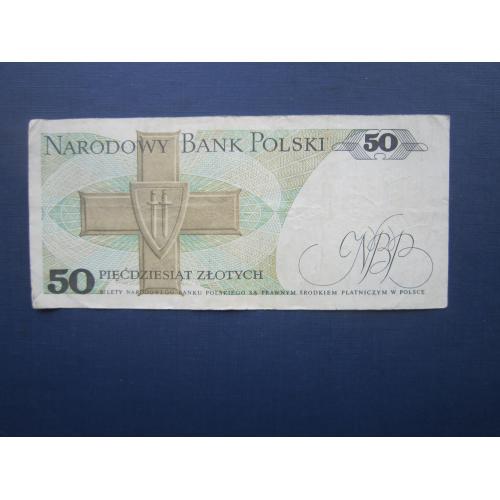 NARODOWY BANK POLSKI
50
NBP
50
PIĘĆDZIESIĄT ZŁOTYCH
BILETY NARODOWEGO BANKU POLSKIEGO SĄ PRAWNYM ŚRODKIEM PŁATNICZYM W POLSCE